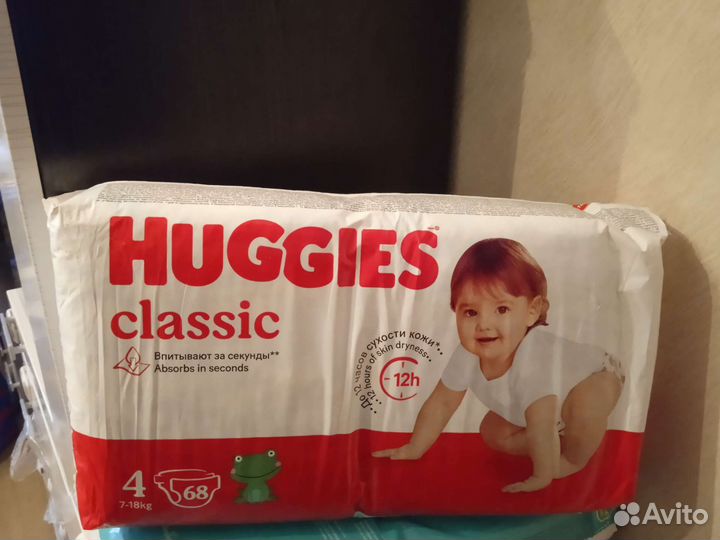 HUGGIES
classic
Впитывают за секунды**
Absorbs in seconds
До 12 часов сухости кожи*
12 hours of skin dryness
12h
4
7-18kg
68
Avito